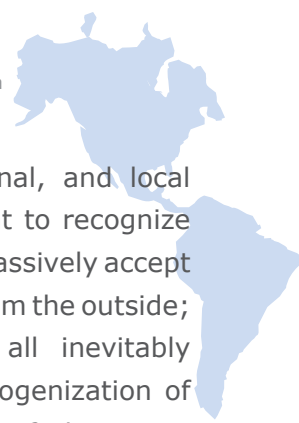 nal, and local
t to recognize
assively accept
m the outside;
all inevitably
ogenization of